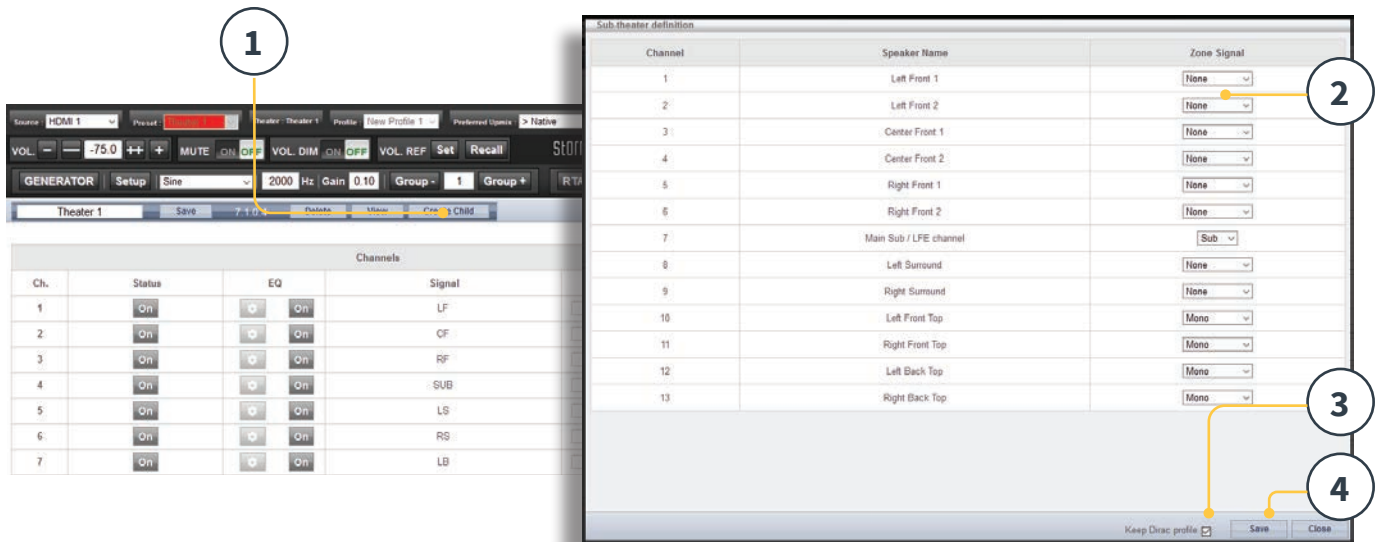 1
Source : HDMI 1 Preset : Theater 1 Theater : Theater 1 Profile : New Profile 1 Preferred Upmix : > Native
VOL. - — -75.0 ++ + MUTE ON OFF VOL. DIM ON OFF VOL. REF Set Recall
GENERATOR Setup Sine 2000 Hz Gain 0.10 Group - 1 Group + RTA
Theater 1 Save 7.1.0.4 Delete View Create Child
Channels
Ch. Status EQ Signal
1 On On LF
2 On On CF
3 On On RF
4 On On SUB
5 On On LS
6 On On RS
7 On On LB
Sub theater definition
Channel Speaker Name Zone Signal
1 Left Front 1 None
2 Left Front 2 None
3 Center Front 1 None
4 Center Front 2 None
5 Right Front 1 None
6 Right Front 2 None
7 Main Sub / LFE channel Sub
8 Left Surround None
9 Right Surround None
10 Left Front Top Mono
11 Right Front Top Mono
12 Left Back Top Mono
13 Right Back Top Mono
2
3
4
Keep Dirac profile Save Close